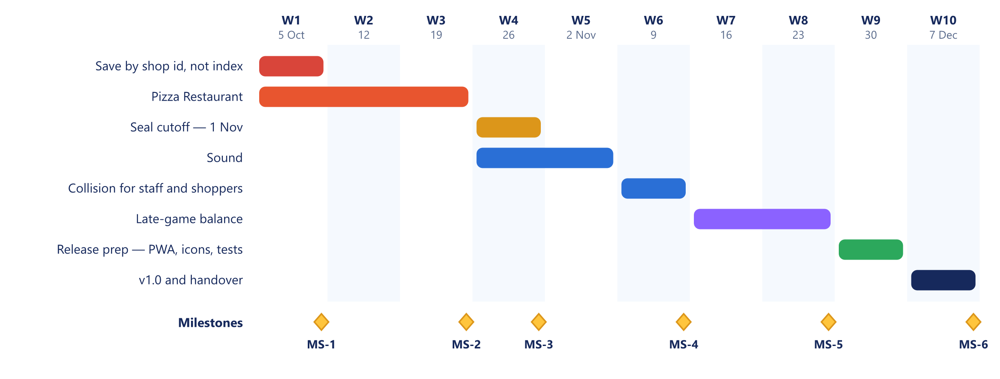 W1 W2 W3 W4 W5 W6 W7 W8 W9 W10
5 Oct 12 19 26 2 Nov 9 16 23 30 7 Dec
Save by shop id, not index
Pizza Restaurant
Seal cutoff — 1 Nov
Sound
Collision for staff and shoppers
Late-game balance
Release prep — PWA, icons, tests
v1.0 and handover
Milestones
MS-1 MS-2 MS-3 MS-4 MS-5 MS-6